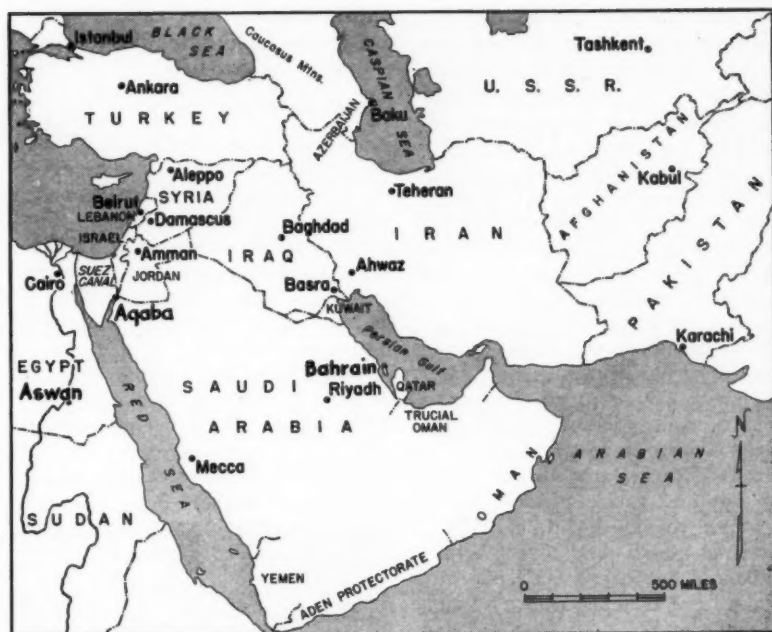 BLACK
SEA
Istanbul
Caucasus Mtns.
CASPIAN
SEA
Tashkent
U. S. S. R.
Ankara
TURKEY
Baku
AZERBAIJAN
AFGHANISTAN
Aleppo
SYRIA
Teheran
Kabul
Beirut
LEBANON
Damascus
Baghdad
IRAN
PAKISTAN
ISRAEL
Amman
IRAQ
Ahwaz
SUEZ
CANAL
JORDAN
Cairo
Basra
KUWAIT
Aqaba
Persian Gulf
Karachi
EGYPT
Aswan
RED
SEA
SAUDI
ARABIA
Bahrain
Riyadh
QATAR
TRUCIAL
OMAN
N
Mecca
OMAN
ARABIAN
SEA
SUDAN
YEMEN
ADEN PROTECTORATE
0 500 MILES